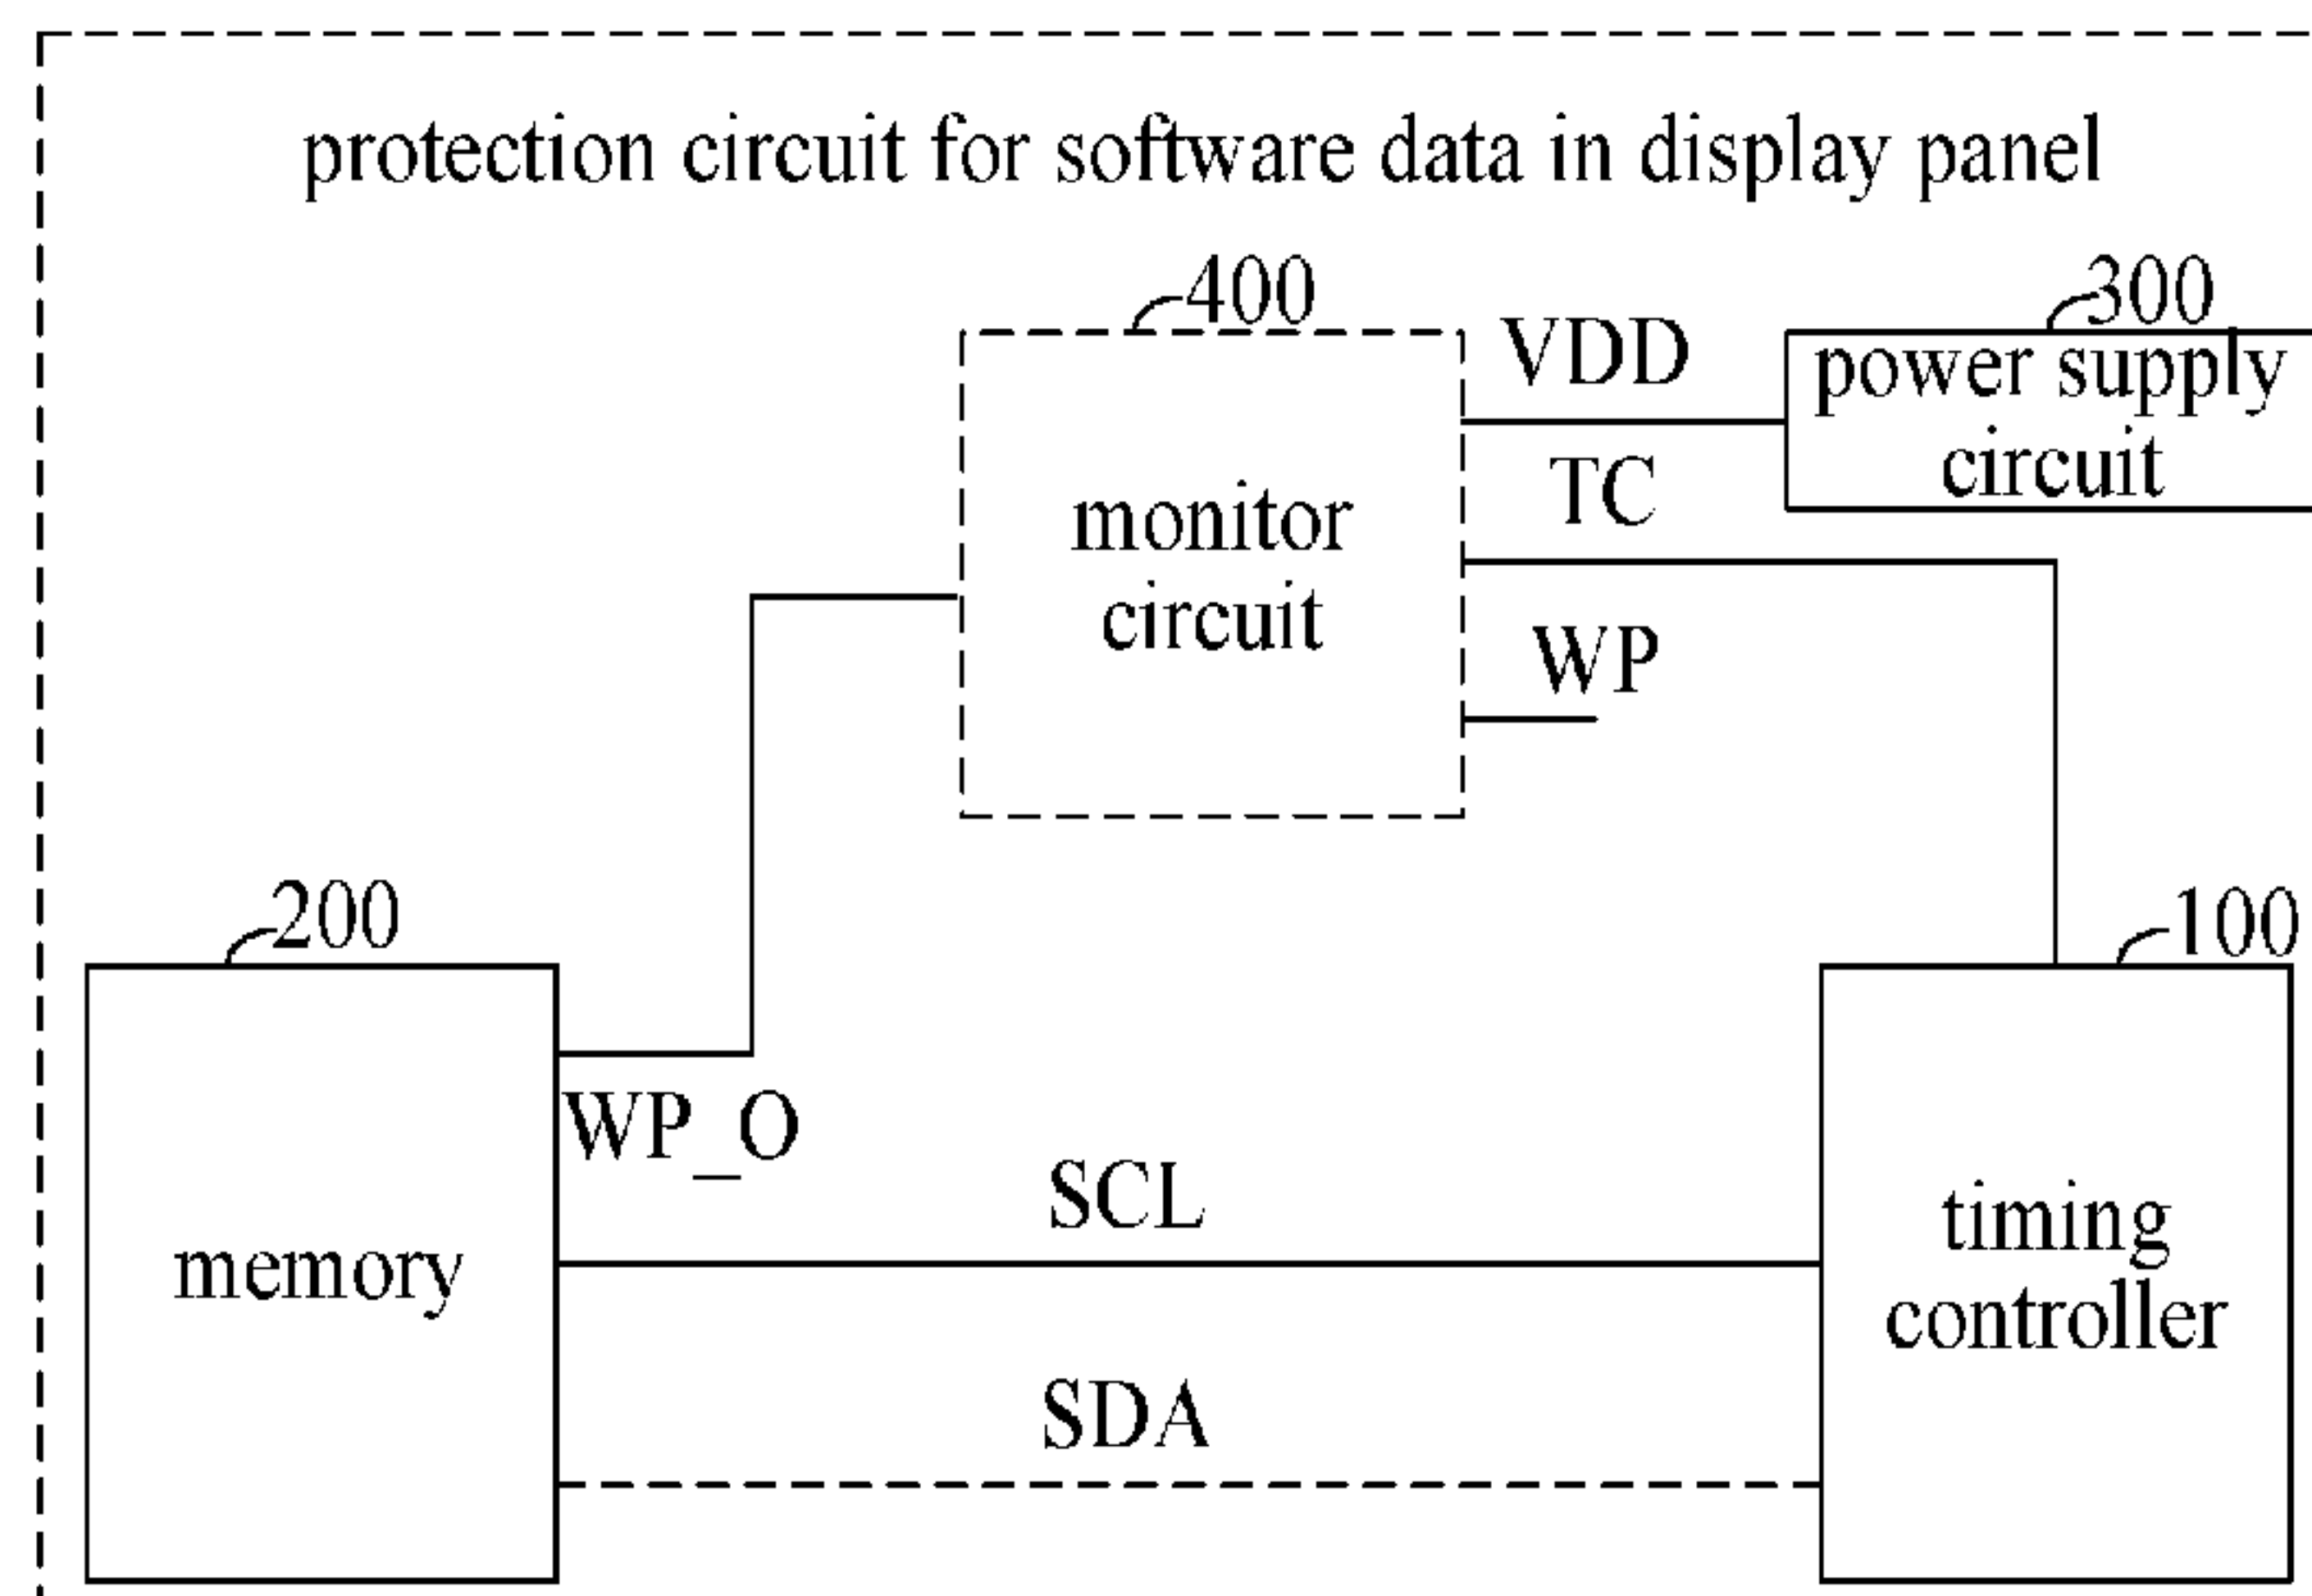 protection circuit for software data in display panel
400
300
VDD
power supply
circuit
TC
monitor
circuit
WP
200
100
WP_O
SCL
memory
timing
controller
SDA